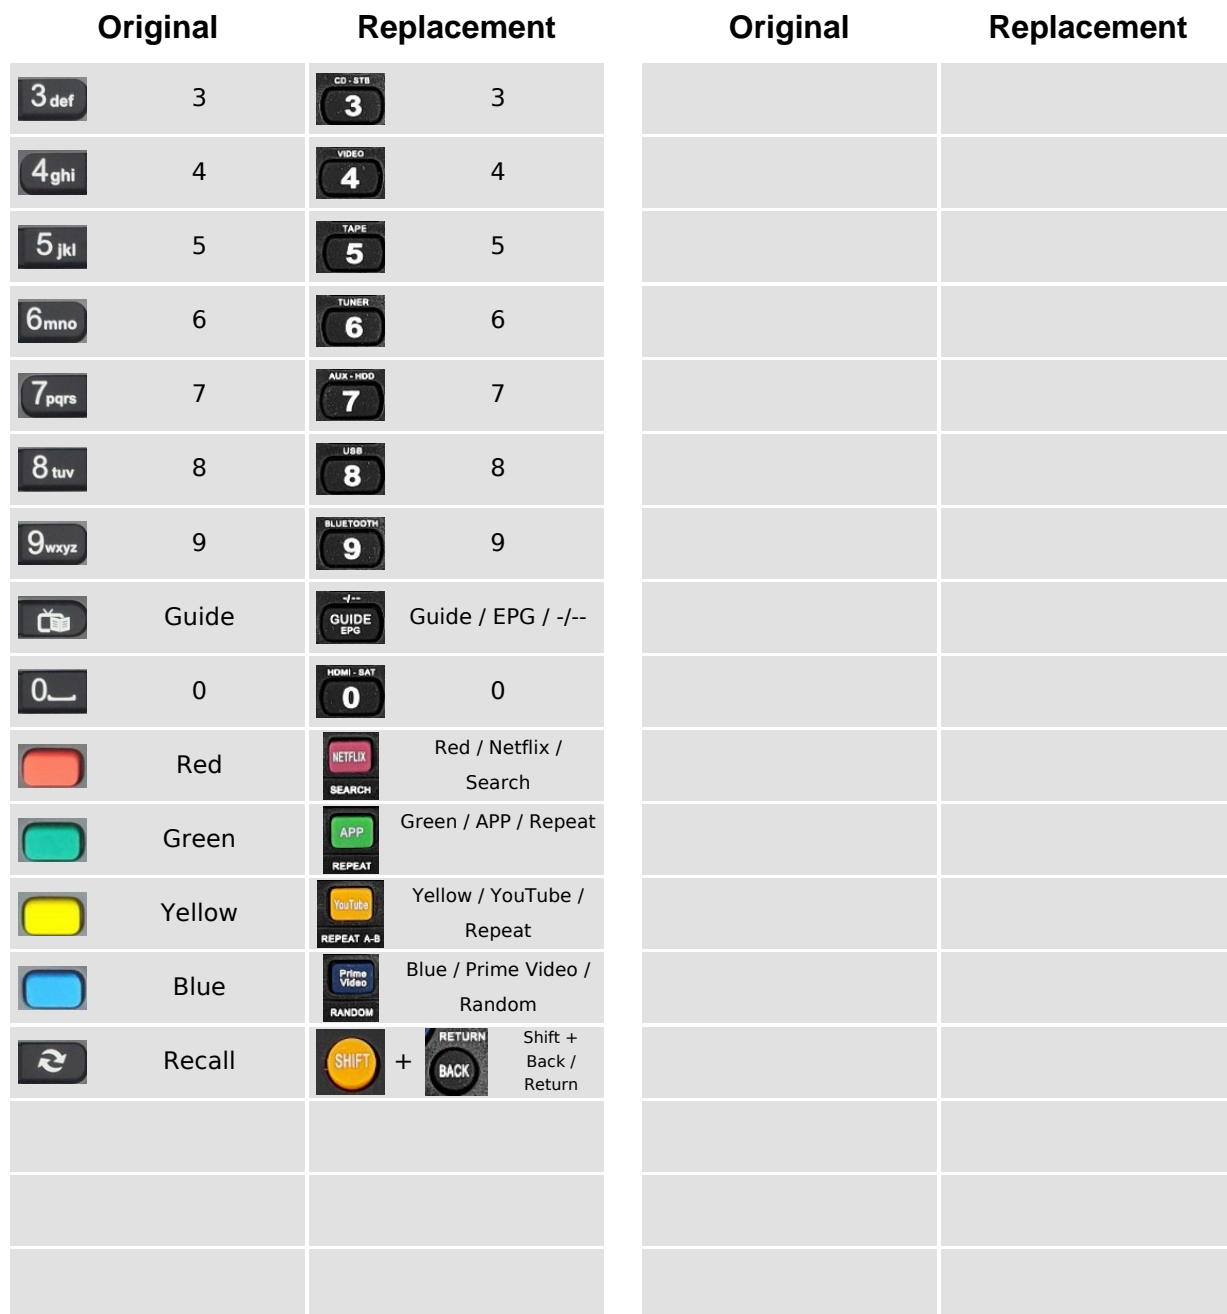 Original Replacement Original Replacement
3 def 3 CD - STB 3 3
4 ghi 4 VIDEO 4 4
5 jkl 5 TAPE 5 5
6 mno 6 TUNER 6 6
7 pqrs 7 AUX - HDD 7 7
8 tuv 8 USB 8 8
9 wxyz 9 BLUETOOTH 9 9
Guide -/-- GUIDE EPG Guide / EPG / -/--
0 0 HDMI - SAT 0 0
Red NETFLIX SEARCH Red / Netflix /
Search
Green APP REPEAT Green / APP / Repeat
Yellow YouTube REPEAT A-B Yellow / YouTube /
Repeat
Blue Prime Video RANDOM Blue / Prime Video /
Random
Recall SHIFT + RETURN BACK Shift +
Back /
Return